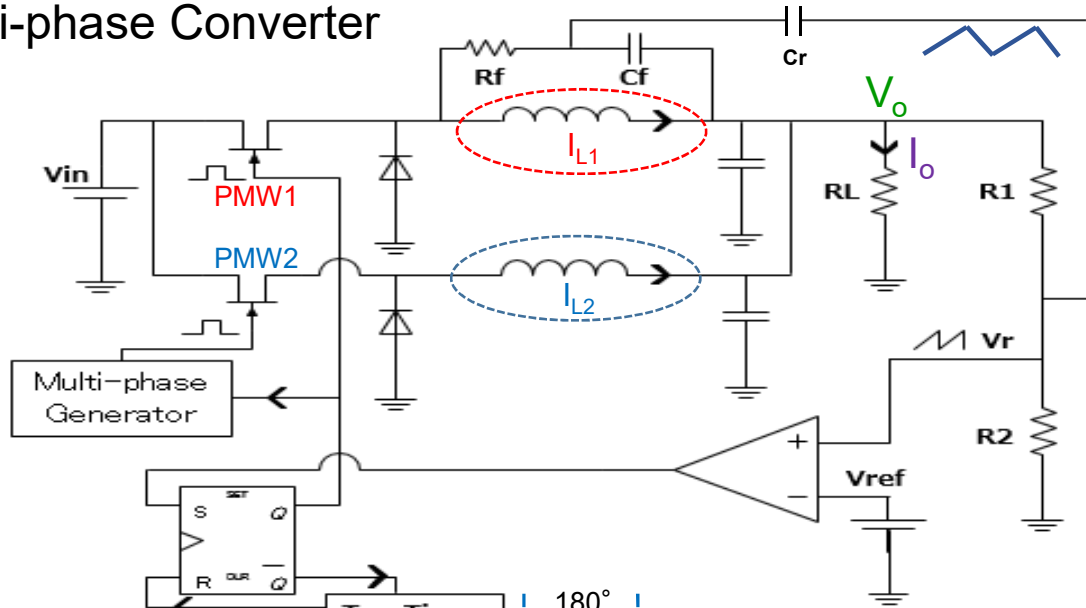 i-phase Converter
Cr
Rf
Cf
Vo
IL1
Io
Vin
PMW1
RL
R1
PMW2
IL2
Vr
Multi-phase
Generator
+
R2
Vref
−
SET
S
Q
R
CLR
Q
180°